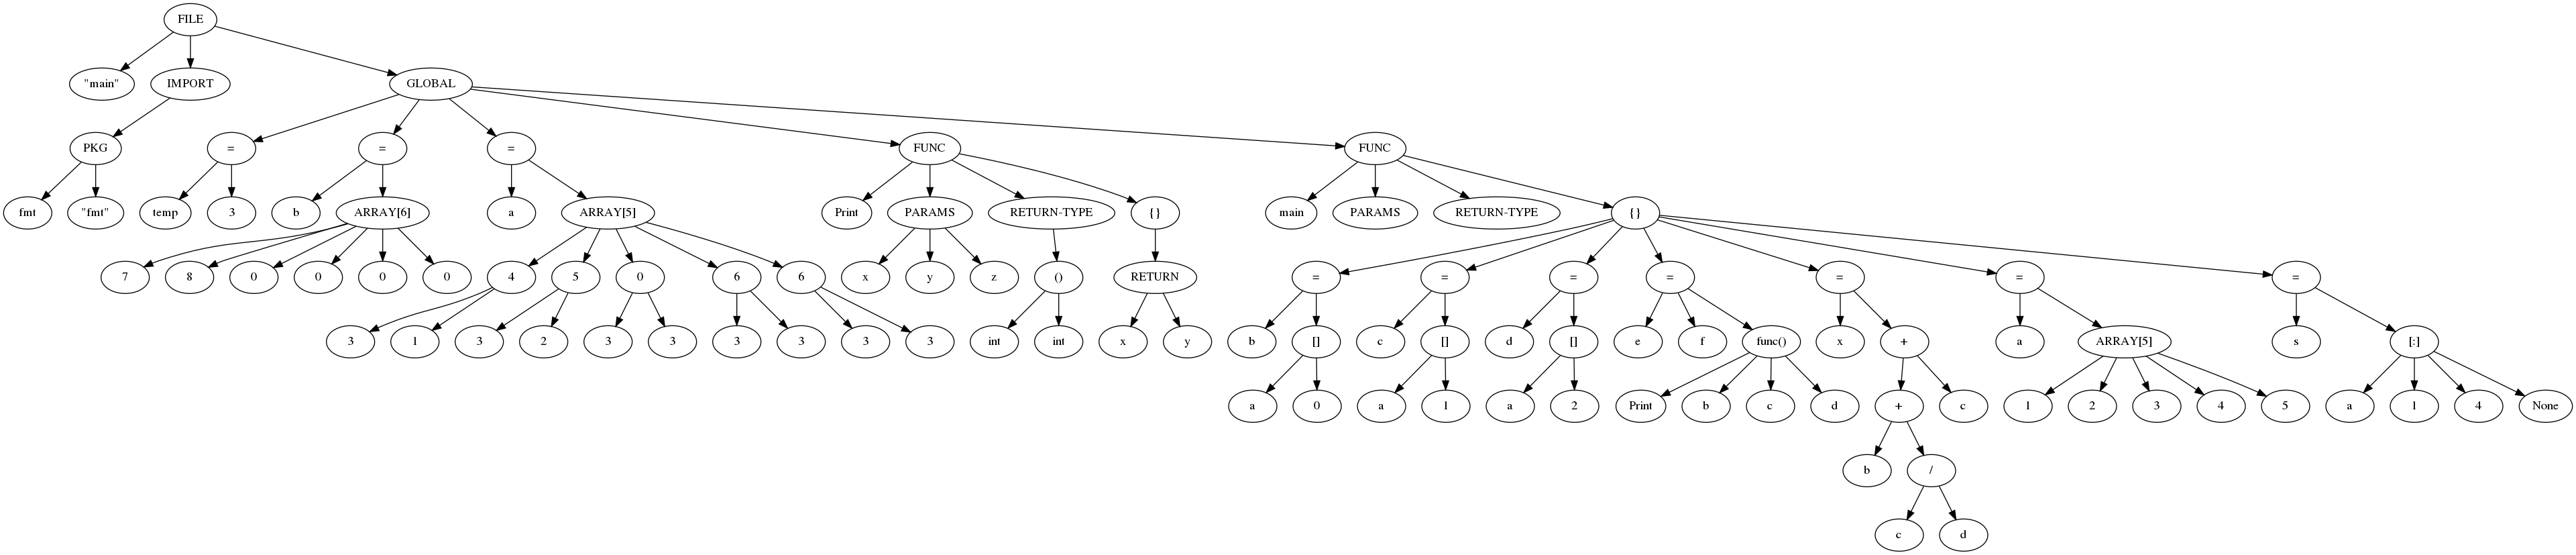 FILE
"main" IMPORT GLOBAL
PKG = = = FUNC FUNC
fmt "fmt" temp 3 b ARRAY[6] a ARRAY[5] Print PARAMS RETURN-TYPE {} main PARAMS RETURN-TYPE {}
7 8 0 0 0 0 4 5 0 6 6 x y z () RETURN = = = = = = =
3 1 3 2 3 3 3 3 3 3 int int x y b [] c [] d [] e f func() x + a ARRAY[5] s [:]
a 0 a 1 a 2 Print b c d + c 1 2 3 4 5 a 1 4 None
b /
c d